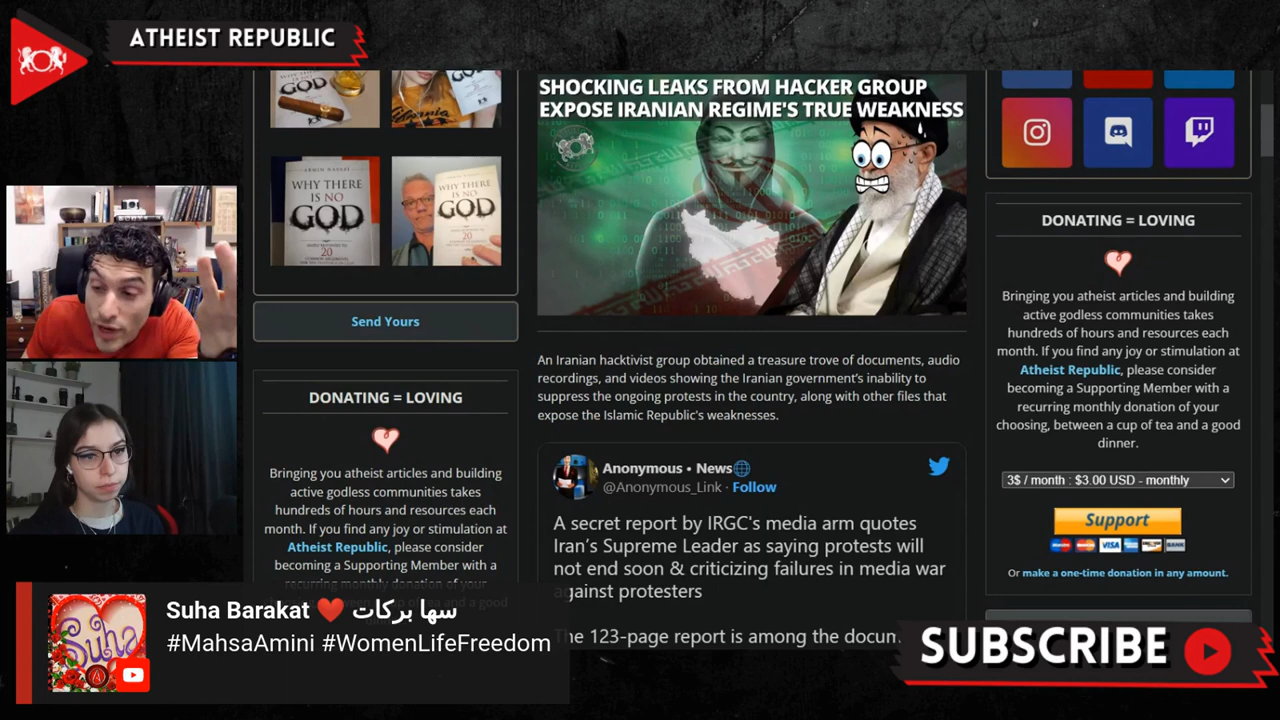 ATHEIST REPUBLIC
WHY THERE
IS NO
GOD
WHY THERE
IS NO
GOD
20
Send Yours
DONATING = LOVING
Bringing you atheist articles and building
active godless communities takes
hundreds of hours and resources each
month. If you find any joy or stimulation at
Atheist Republic, please consider
becoming a Supporting Member with a
recurring monthly donation of your
SHOCKING LEAKS FROM HACKER GROUP
EXPOSE IRANIAN REGIME'S TRUE WEAKNESS
An Iranian hacktivist group obtained a treasure trove of documents, audio
recordings, and videos showing the Iranian government's inability to
suppress the ongoing protests in the country, along with other files that
expose the Islamic Republic's weaknesses.
Anonymous • News🌐
@Anonymous_Link · Follow
A secret report by IRGC's media arm quotes
Iran's Supreme Leader as saying protests will
not end soon & criticizing failures in media war
against protesters
The 123-page report is among the docum
DONATING = LOVING
Bringing you atheist articles and building
active godless communities takes
hundreds of hours and resources each
month. If you find any joy or stimulation at
Atheist Republic, please consider
becoming a Supporting Member with a
recurring monthly donation of your
choosing, between a cup of tea and a good
dinner.
3$ / month : $3.00 USD - monthly
Support
VISA
BANK
Or make a one-time donation in any amount.
Suha Barakat ❤️ سها بركات
#MahsaAmini #WomenLifeFreedom
Suha
SUBSCRIBE